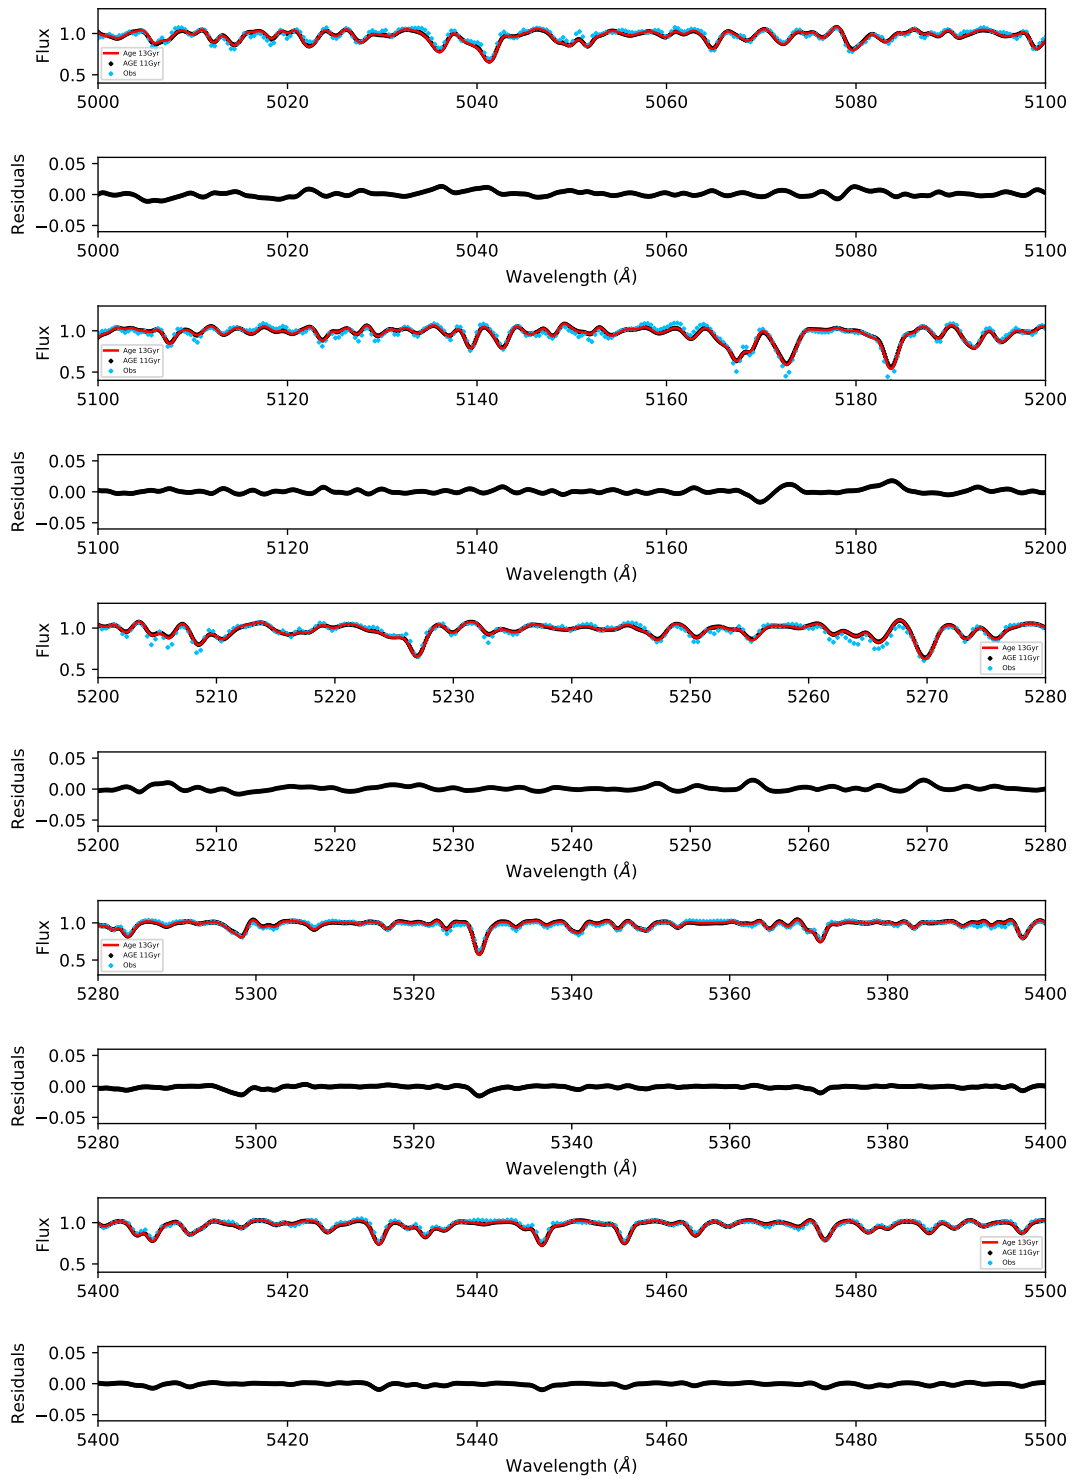 Flux
1.0
0.5
Age 13Gyr
AGE 11Gyr
Obs
5000 5020 5040 5060 5080 5100
Residuals
0.05
0.00
−0.05
5000 5020 5040 5060 5080 5100
Wavelength (Å)
Flux
1.0
0.5
Age 13Gyr
AGE 11Gyr
Obs
5100 5120 5140 5160 5180 5200
Residuals
0.05
0.00
−0.05
5100 5120 5140 5160 5180 5200
Wavelength (Å)
Flux
1.0
0.5
Age 13Gyr
AGE 11Gyr
Obs
5200 5210 5220 5230 5240 5250 5260 5270 5280
Residuals
0.05
0.00
−0.05
5200 5210 5220 5230 5240 5250 5260 5270 5280
Wavelength (Å)
Flux
1.0
0.5
Age 13Gyr
AGE 11Gyr
Obs
5280 5300 5320 5340 5360 5380 5400
Residuals
0.05
0.00
−0.05
5280 5300 5320 5340 5360 5380 5400
Wavelength (Å)
Flux
1.0
0.5
Age 13Gyr
AGE 11Gyr
Obs
5400 5420 5440 5460 5480 5500
Residuals
0.05
0.00
−0.05
5400 5420 5440 5460 5480 5500
Wavelength (Å)